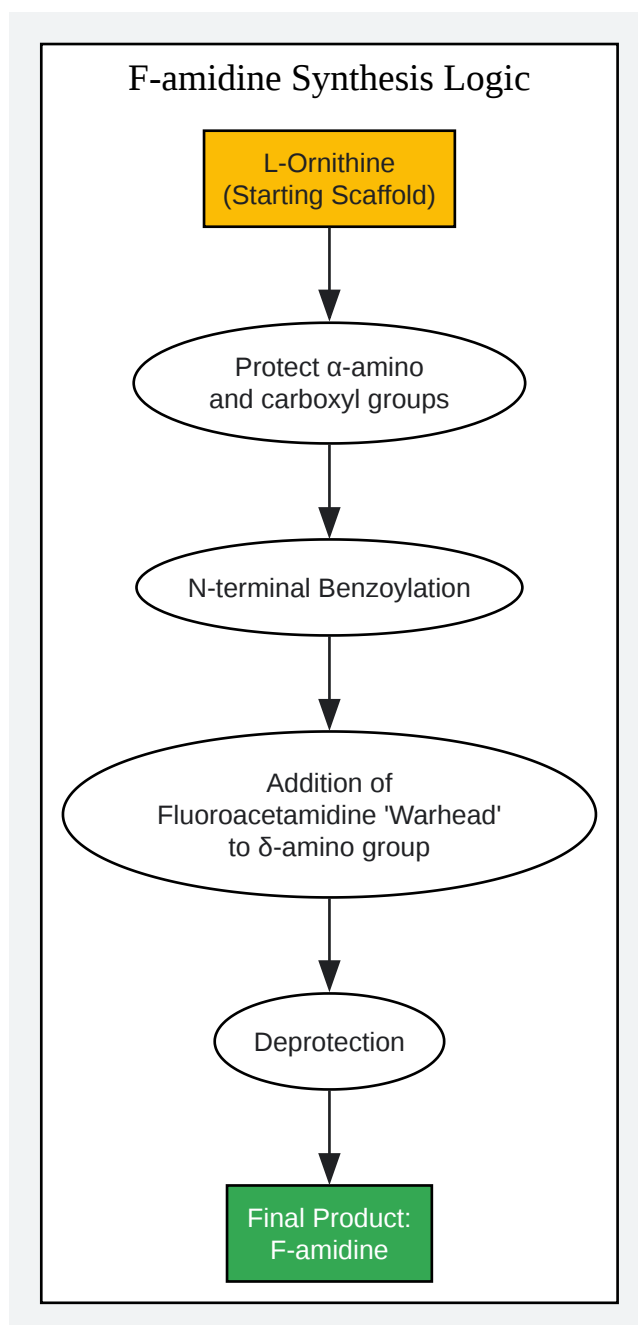 F-amidine Synthesis Logic
L-Ornithine
(Starting Scaffold)
Protect α-amino
and carboxyl groups
N-terminal Benzoylation
Addition of
Fluoroacetamidine 'Warhead'
to δ-amino group
Deprotection
Final Product:
F-amidine